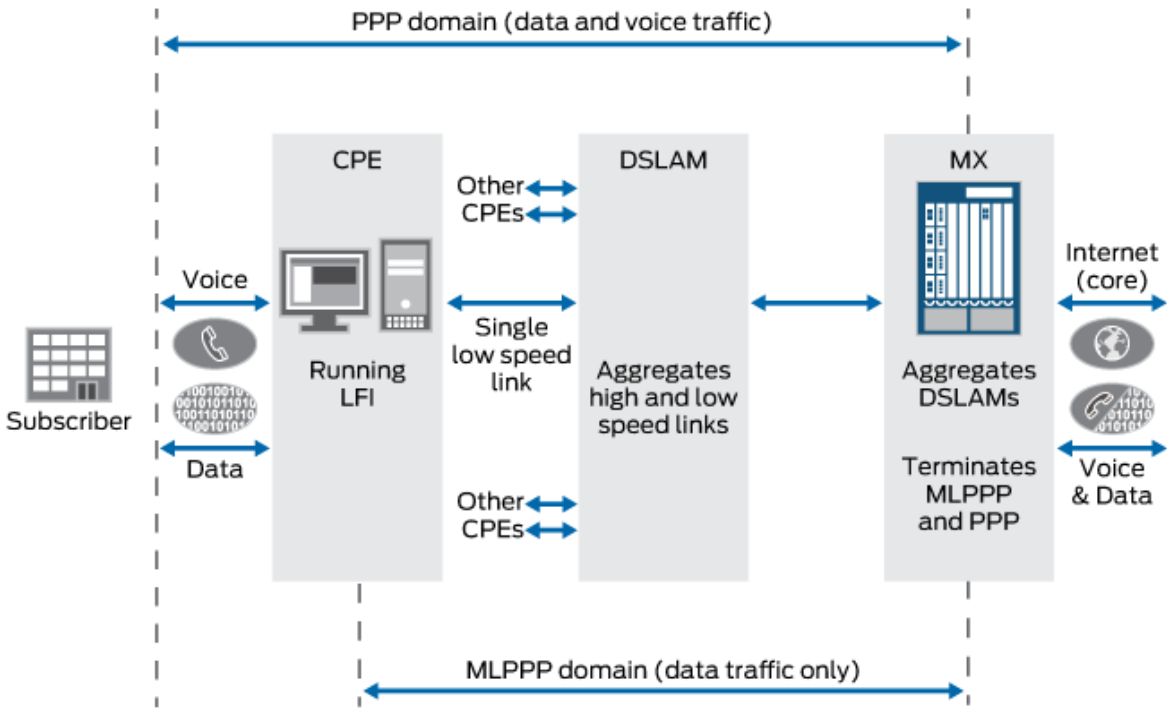 PPP domain (data and voice traffic)
CPE
DSLAM
MX
Other
CPEs
Internet
(core)
Voice
Single
low speed
link
Running
LFI
Aggregates
high and low
speed links
Aggregates
DSLAMs
Subscriber
Data
Terminates
MLPPP
and PPP
Voice
& Data
Other
CPEs
MLPPP domain (data traffic only)